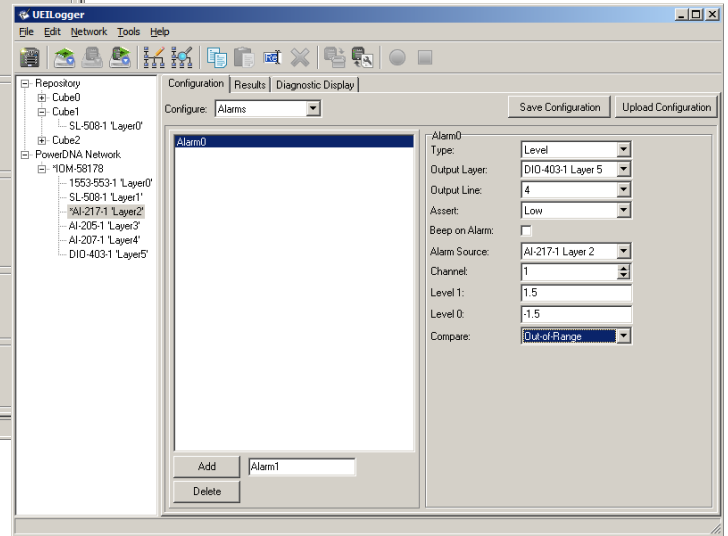 UEILogger
File Edit Network Tools Help
Repository
Cube0
Cube1
SL-508-1 'Layer0'
Cube2
PowerDNA Network
*IOM-58178
1553-553-1 'Layer0'
SL-508-1 'Layer1'
*AI-217-1 'Layer2'
AI-205-1 'Layer3'
AI-207-1 'Layer4'
DIO-403-1 'Layer5'
Configuration Results Diagnostic Display
Configure: Alarms Save Configuration Upload Configuration
Alarm0
Add Alarm1
Delete
Alarm0
Type: Level
Output Layer: DIO-403-1 Layer 5
Output Line: 4
Assert: Low
Beep on Alarm:
Alarm Source: AI-217-1 Layer 2
Channel: 1
Level 1: 1.5
Level 0: -1.5
Compare: Out-of-Range